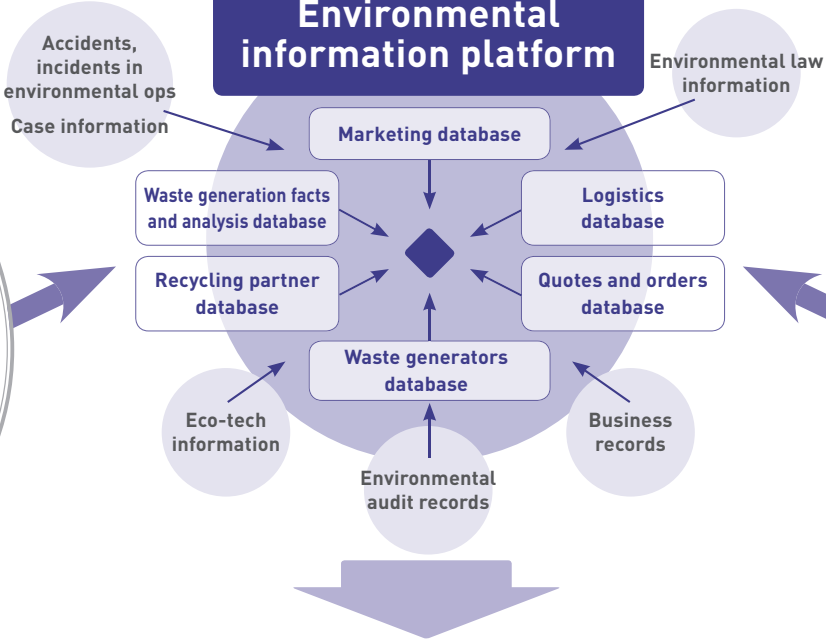 Environmental
information platform
Accidents,
incidents in
environmental ops
Case information
Environmental law
information
Marketing database
Waste generation facts
and analysis database
Logistics
database
Recycling partner
database
Quotes and orders
database
Waste generators
database
Eco-tech
information
Business
records
Environmental
audit records